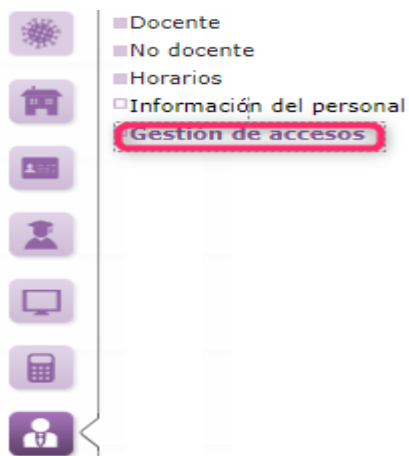 Docente
No docente
Horarios
Información del personal
Gestión de accesos